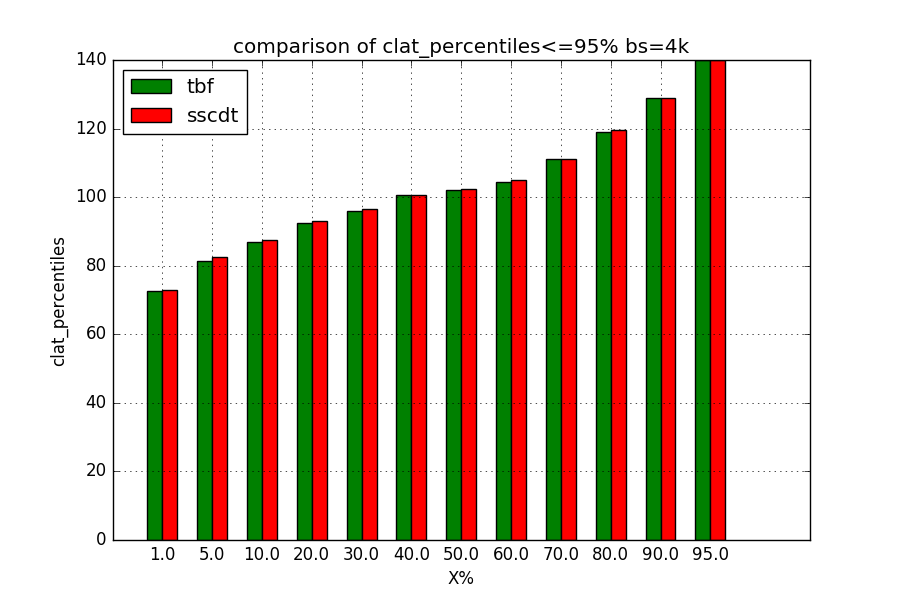 comparison of clat_percentiles<=95% bs=4k
140
120
100
80
60
40
20
0
clat_percentiles
tbf
sscdt
1.0 5.0 10.0 20.0 30.0 40.0 50.0 60.0 70.0 80.0 90.0 95.0
X%